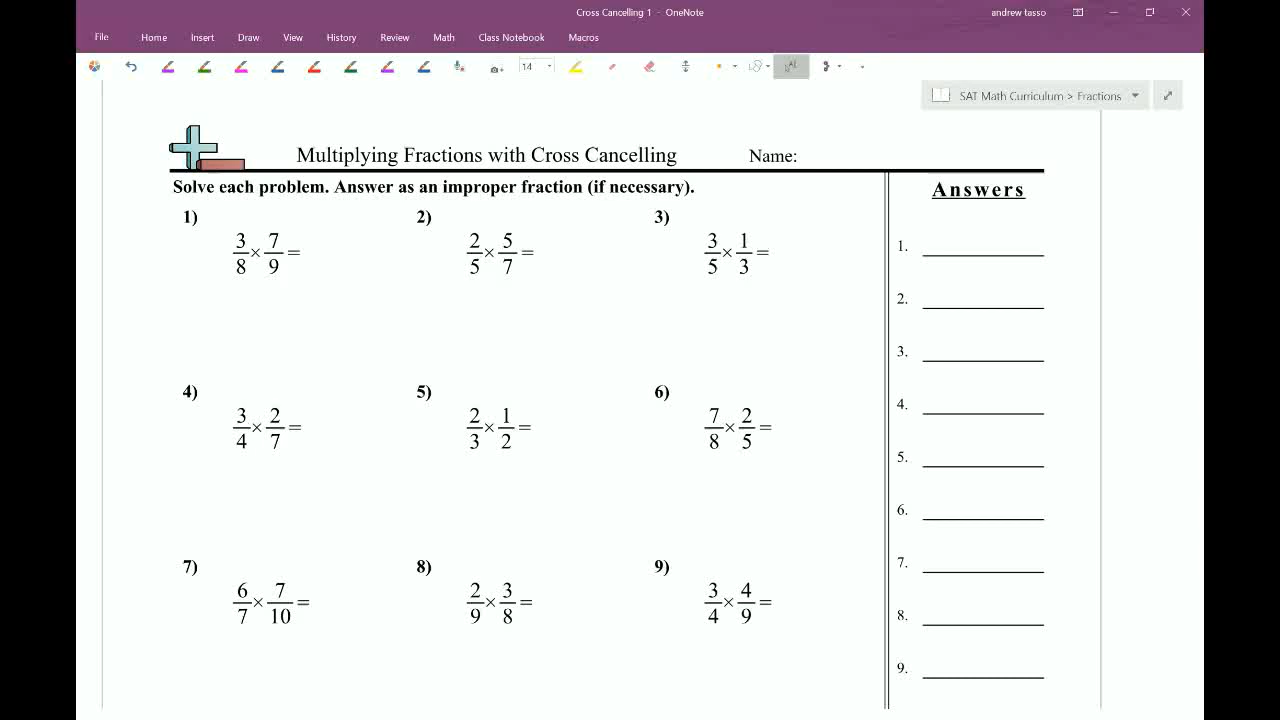 Cross Cancelling 1 - OneNote
andrew tasso
File Home Insert Draw View History Review Math Class Notebook Macros
14
SAT Math Curriculum > Fractions
Multiplying Fractions with Cross Cancelling Name:
Solve each problem. Answer as an improper fraction (if necessary).
Answers
1) 2) 3)
3/8 × 7/9 = 2/5 × 5/7 = 3/5 × 1/3 =
4) 5) 6)
3/4 × 2/7 = 2/3 × 1/2 = 7/8 × 2/5 =
7) 8) 9)
6/7 × 7/10 = 2/9 × 3/8 = 3/4 × 4/9 =
1.
2.
3.
4.
5.
6.
7.
8.
9.